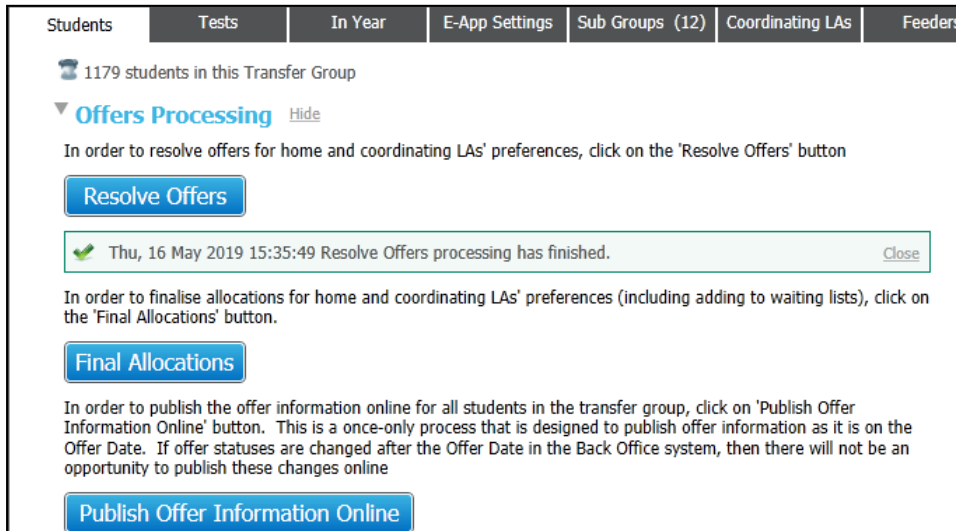 Students Tests In Year E-App Settings Sub Groups (12) Coordinating LAs Feeders
1179 students in this Transfer Group
Offers Processing Hide
In order to resolve offers for home and coordinating LAs' preferences, click on the 'Resolve Offers' button
Resolve Offers
Thu, 16 May 2019 15:35:49 Resolve Offers processing has finished. Close
In order to finalise allocations for home and coordinating LAs' preferences (including adding to waiting lists), click on
the 'Final Allocations' button.
Final Allocations
In order to publish the offer information online for all students in the transfer group, click on 'Publish Offer
Information Online' button. This is a once-only process that is designed to publish offer information as it is on the
Offer Date. If offer statuses are changed after the Offer Date in the Back Office system, then there will not be an
opportunity to publish these changes online
Publish Offer Information Online